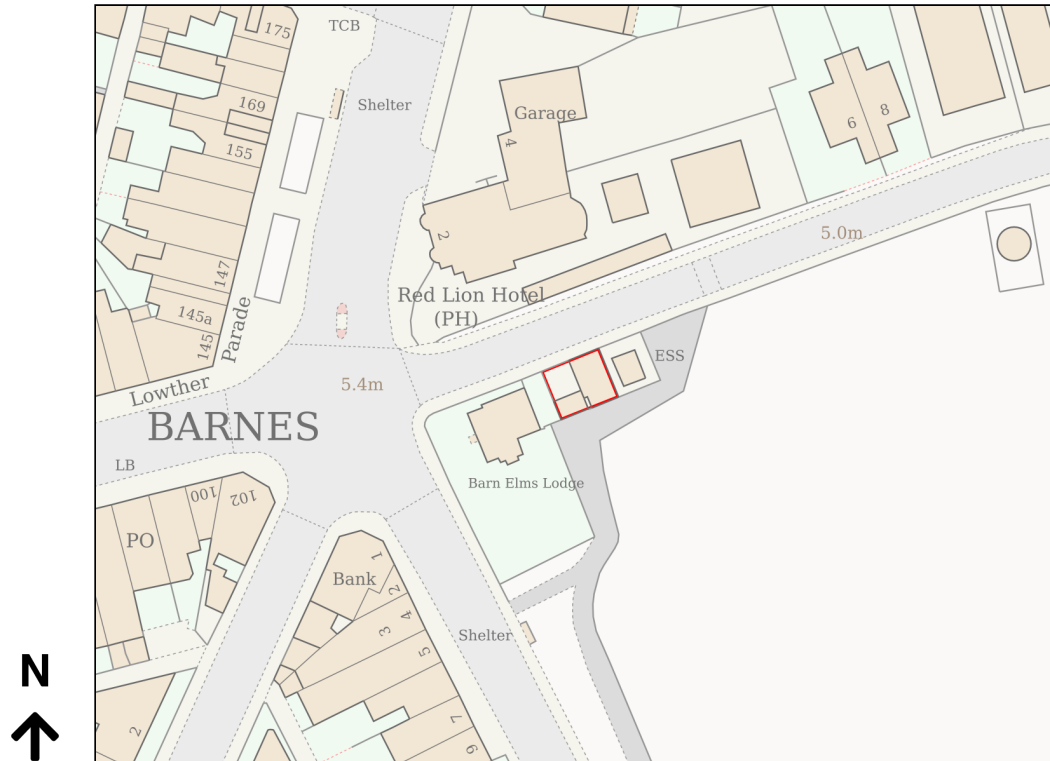 TCB
175
Shelter
169
155
Garage
4
6
8
2
5.0m
147
145a
145
Red Lion Hotel
(PH)
Parade
Lowther
5.4m
ESS
BARNES
LB
Barn Elms Lodge
100
102
PO
Bank
1
2
4
3
5
Shelter
7
9
2
N